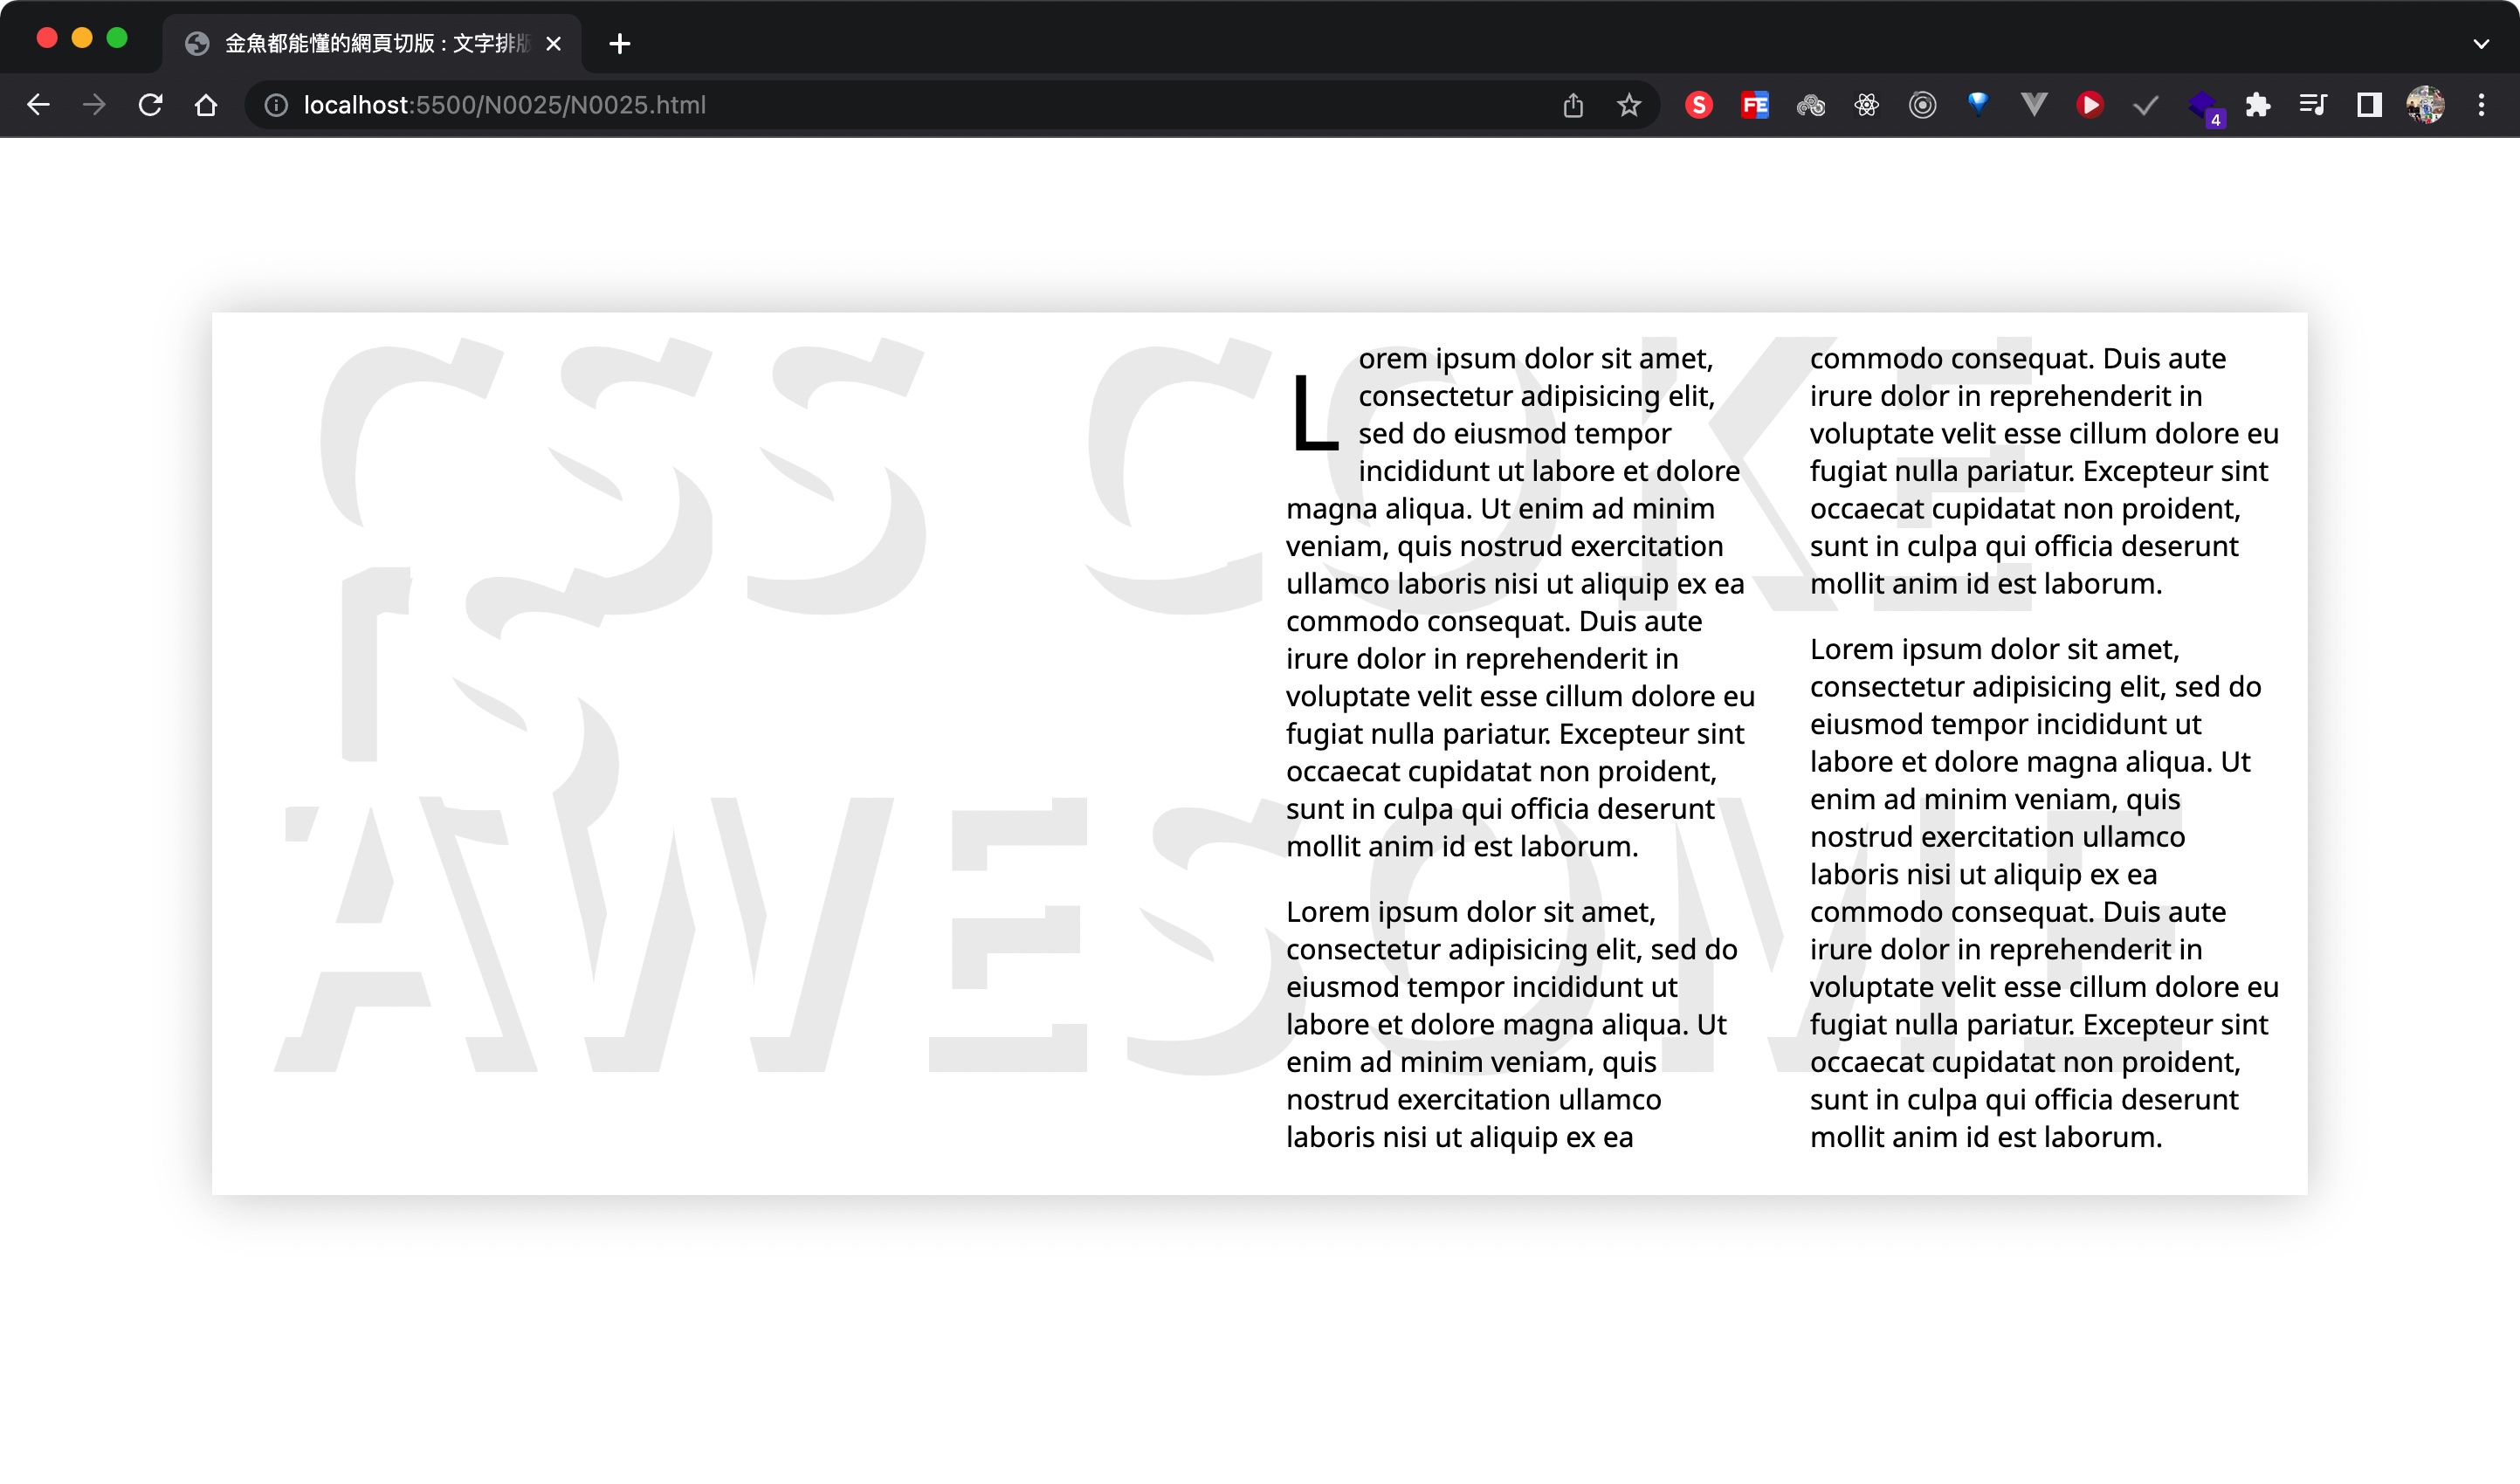 金魚都能懂的網頁切版 : 文字排版
localhost:5500/N0025/N0025.html
S
FE
4
CSS COKE
IS
AWESOME
Lorem ipsum dolor sit amet,
consectetur adipisicing elit,
sed do eiusmod tempor
incididunt ut labore et dolore
magna aliqua. Ut enim ad minim
veniam, quis nostrud exercitation
ullamco laboris nisi ut aliquip ex ea
commodo consequat. Duis aute
irure dolor in reprehenderit in
voluptate velit esse cillum dolore eu
fugiat nulla pariatur. Excepteur sint
occaecat cupidatat non proident,
sunt in culpa qui officia deserunt
mollit anim id est laborum.
Lorem ipsum dolor sit amet,
consectetur adipisicing elit, sed do
eiusmod tempor incididunt ut
labore et dolore magna aliqua. Ut
enim ad minim veniam, quis
nostrud exercitation ullamco
laboris nisi ut aliquip ex ea
commodo consequat. Duis aute
irure dolor in reprehenderit in
voluptate velit esse cillum dolore eu
fugiat nulla pariatur. Excepteur sint
occaecat cupidatat non proident,
sunt in culpa qui officia deserunt
mollit anim id est laborum.
Lorem ipsum dolor sit amet,
consectetur adipisicing elit, sed do
eiusmod tempor incididunt ut
labore et dolore magna aliqua. Ut
enim ad minim veniam, quis
nostrud exercitation ullamco
laboris nisi ut aliquip ex ea
commodo consequat. Duis aute
irure dolor in reprehenderit in
voluptate velit esse cillum dolore eu
fugiat nulla pariatur. Excepteur sint
occaecat cupidatat non proident,
sunt in culpa qui officia deserunt
mollit anim id est laborum.